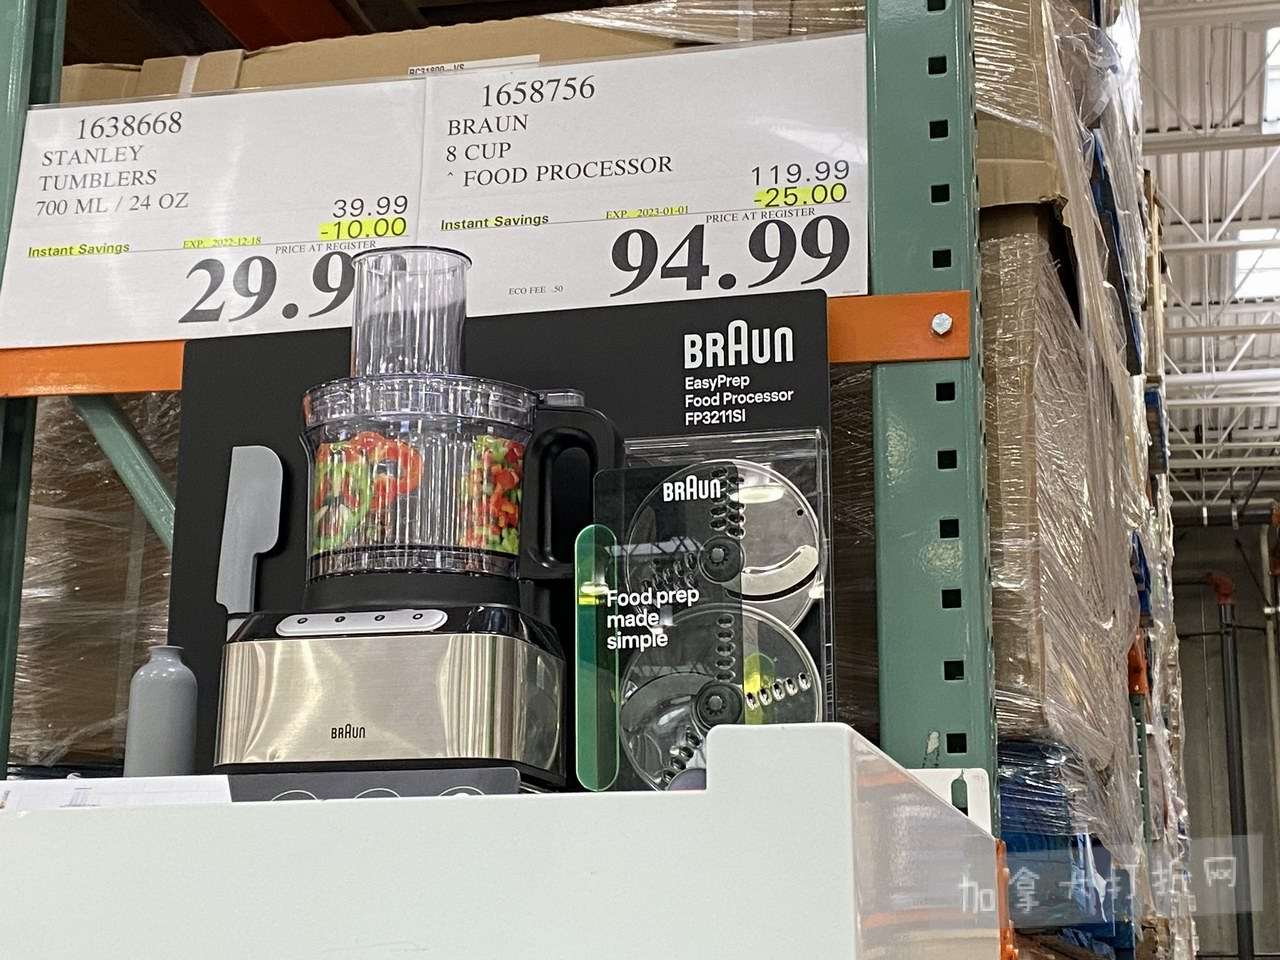 1638668
STANLEY
TUMBLERS
700 ML / 24 OZ
39.99
-10.00
Instant Savings
EXP. 2022-12-18
PRICE AT REGISTER
29.9
1658756
BRAUN
8 CUP
^ FOOD PROCESSOR
119.99
-25.00
Instant Savings
EXP. 2023-01-01
PRICE AT REGISTER
ECO FEE .50
94.99
BRAUN
EasyPrep
Food Processor
FP3211SI
BRAUN
Food prep
made
simple
BRAUN
加拿大打折网